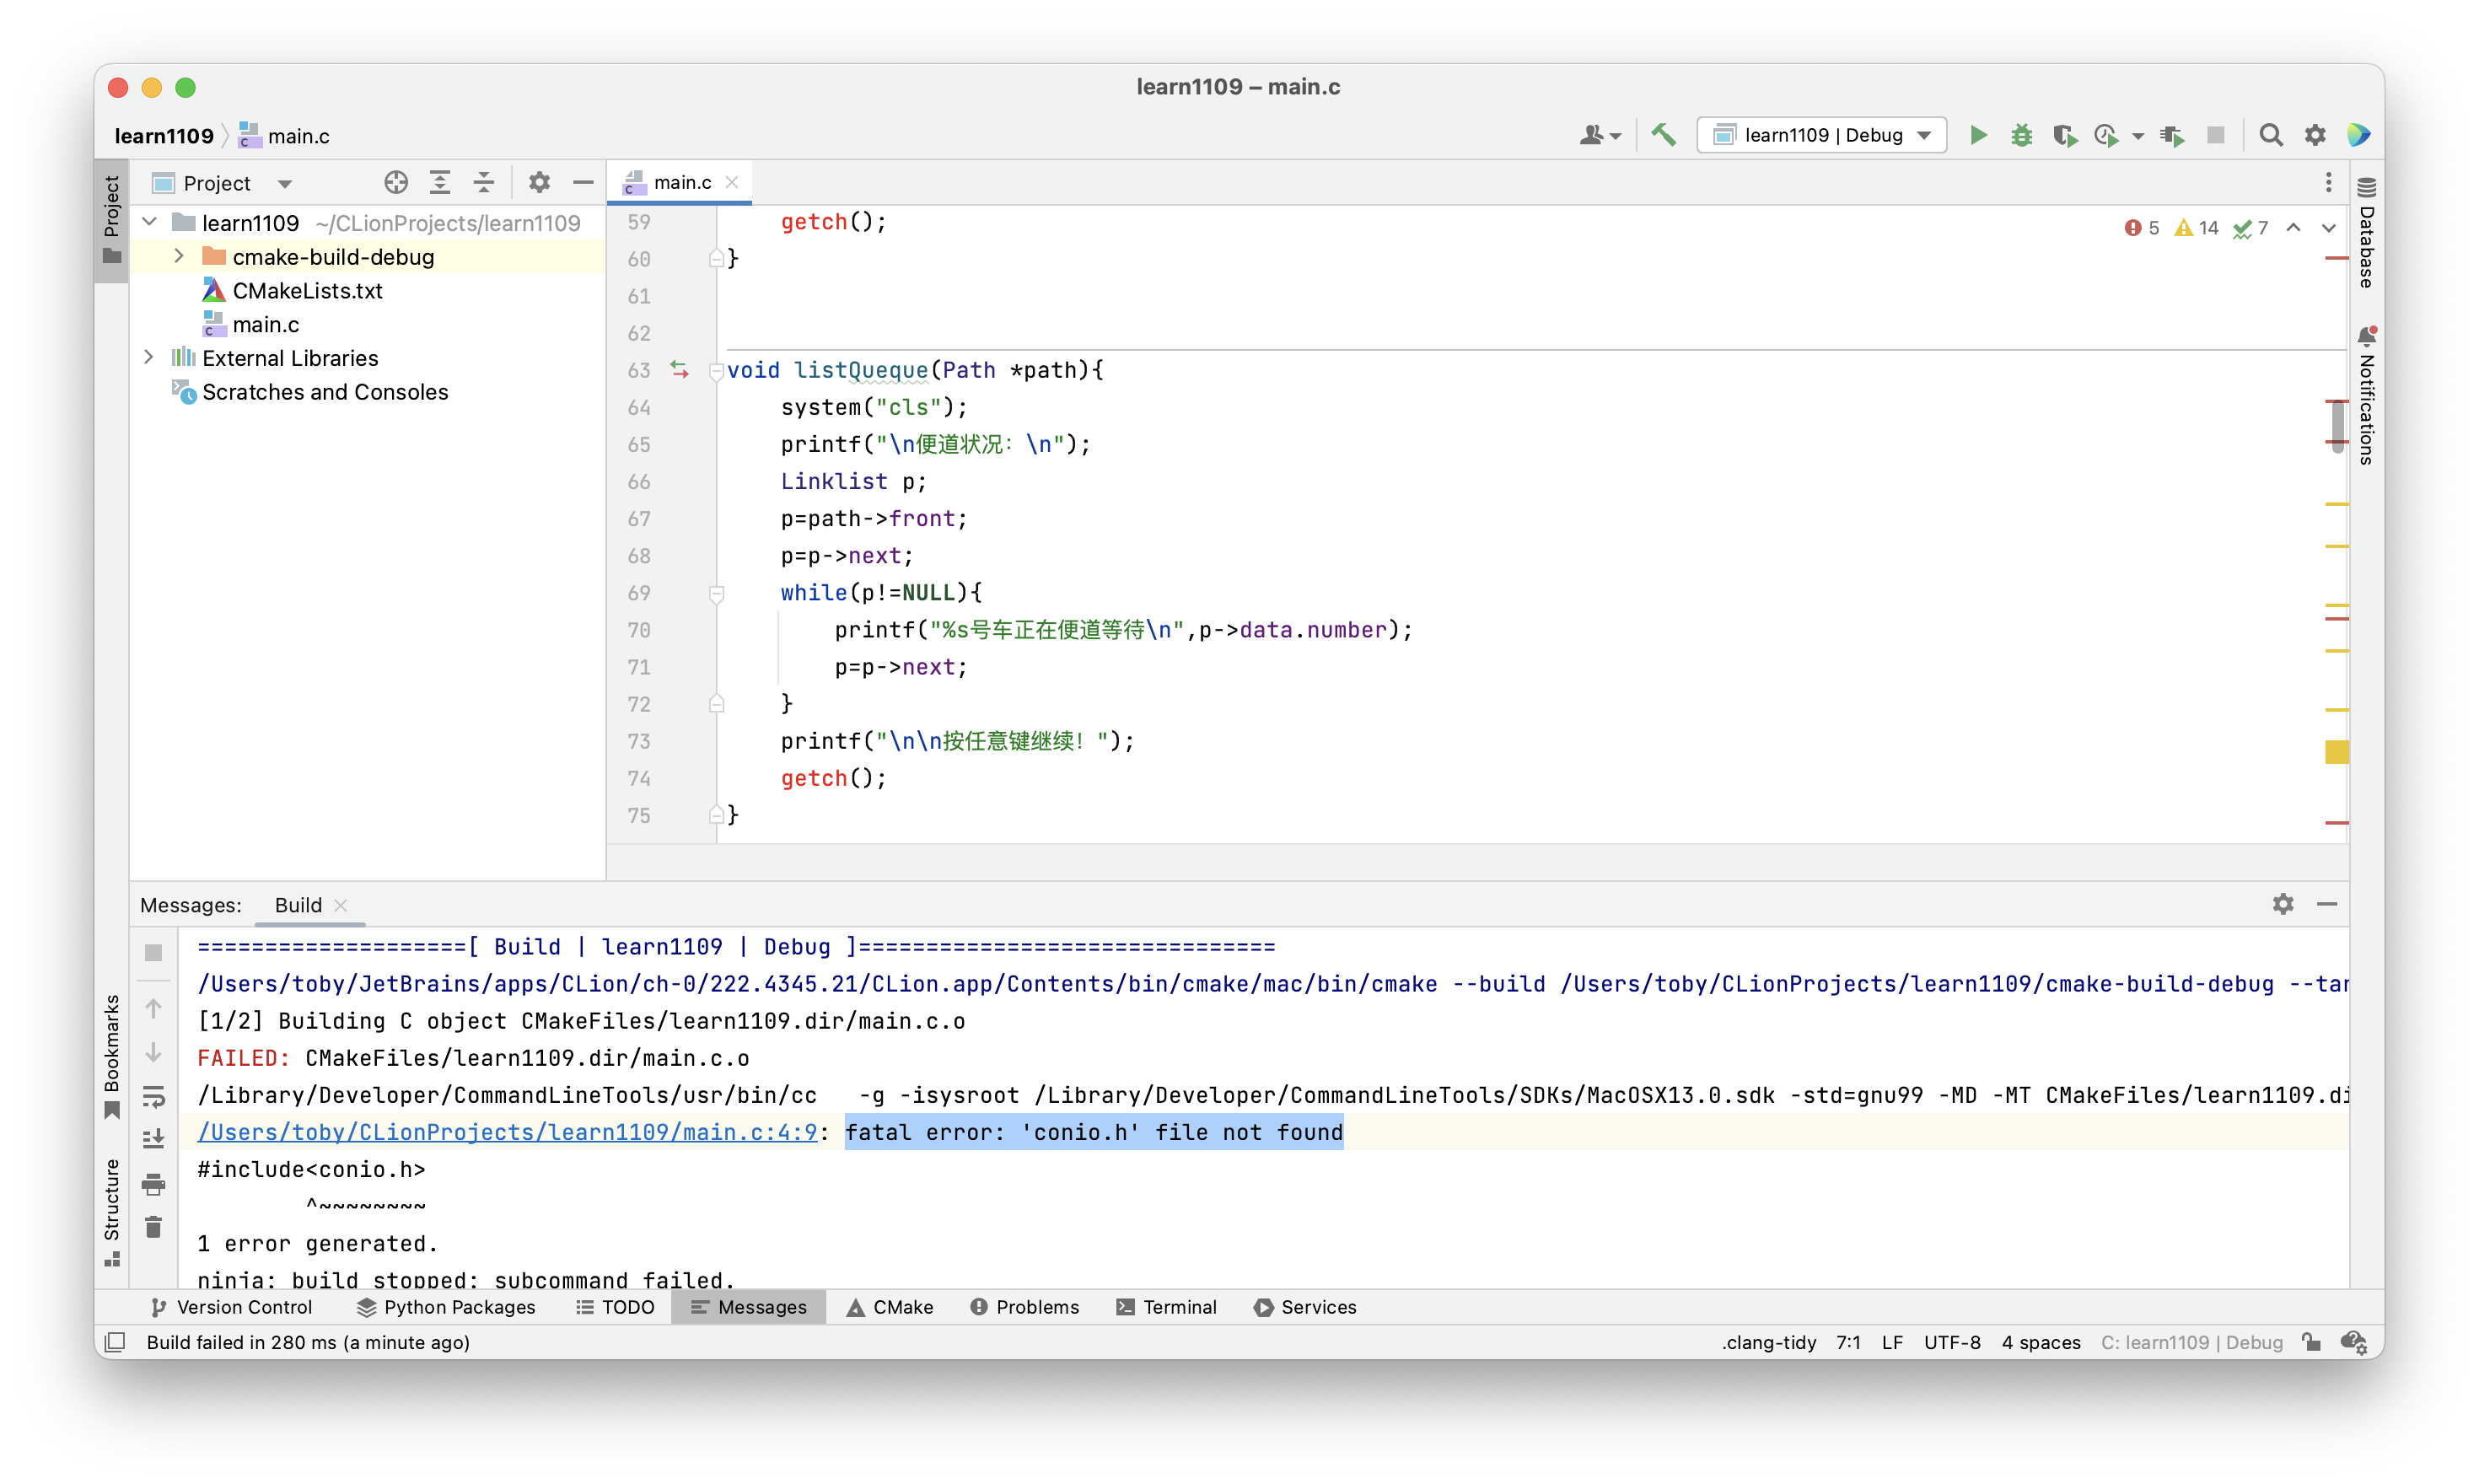 learn1109 – main.c
learn1109
main.c
learn1109 | Debug
Project
Project
main.c
learn1109 ~/CLionProjects/learn1109
cmake-build-debug
CMakeLists.txt
main.c
External Libraries
Scratches and Consoles
5 14 7
59 getch();
60 }
61
62
63 void listQueque(Path *path){
64 system("cls");
65 printf("\n便道状况：\n");
66 Linklist p;
67 p=path->front;
68 p=p->next;
69 while(p!=NULL){
70 printf("%s号车正在便道等待\n",p->data.number);
71 p=p->next;
72 }
73 printf("\n\n按任意键继续！");
74 getch();
75 }
Database
Notifications
Bookmarks
Structure
Messages: Build
====================[ Build | learn1109 | Debug ]===============================
/Users/toby/JetBrains/apps/CLion/ch-0/222.4345.21/CLion.app/Contents/bin/cmake/mac/bin/cmake --build /Users/toby/CLionProjects/learn1109/cmake-build-debug --tar
[1/2] Building C object CMakeFiles/learn1109.dir/main.c.o
FAILED: CMakeFiles/learn1109.dir/main.c.o
/Library/Developer/CommandLineTools/usr/bin/cc -g -isysroot /Library/Developer/CommandLineTools/SDKs/MacOSX13.0.sdk -std=gnu99 -MD -MT CMakeFiles/learn1109.di
/Users/toby/CLionProjects/learn1109/main.c:4:9: fatal error: 'conio.h' file not found
#include<conio.h>
^~~~~~~~~
1 error generated.
ninja: build stopped: subcommand failed.
Version Control
Python Packages
TODO
Messages
CMake
Problems
Terminal
Services
Build failed in 280 ms (a minute ago)
.clang-tidy 7:1 LF UTF-8 4 spaces C: learn1109 | Debug